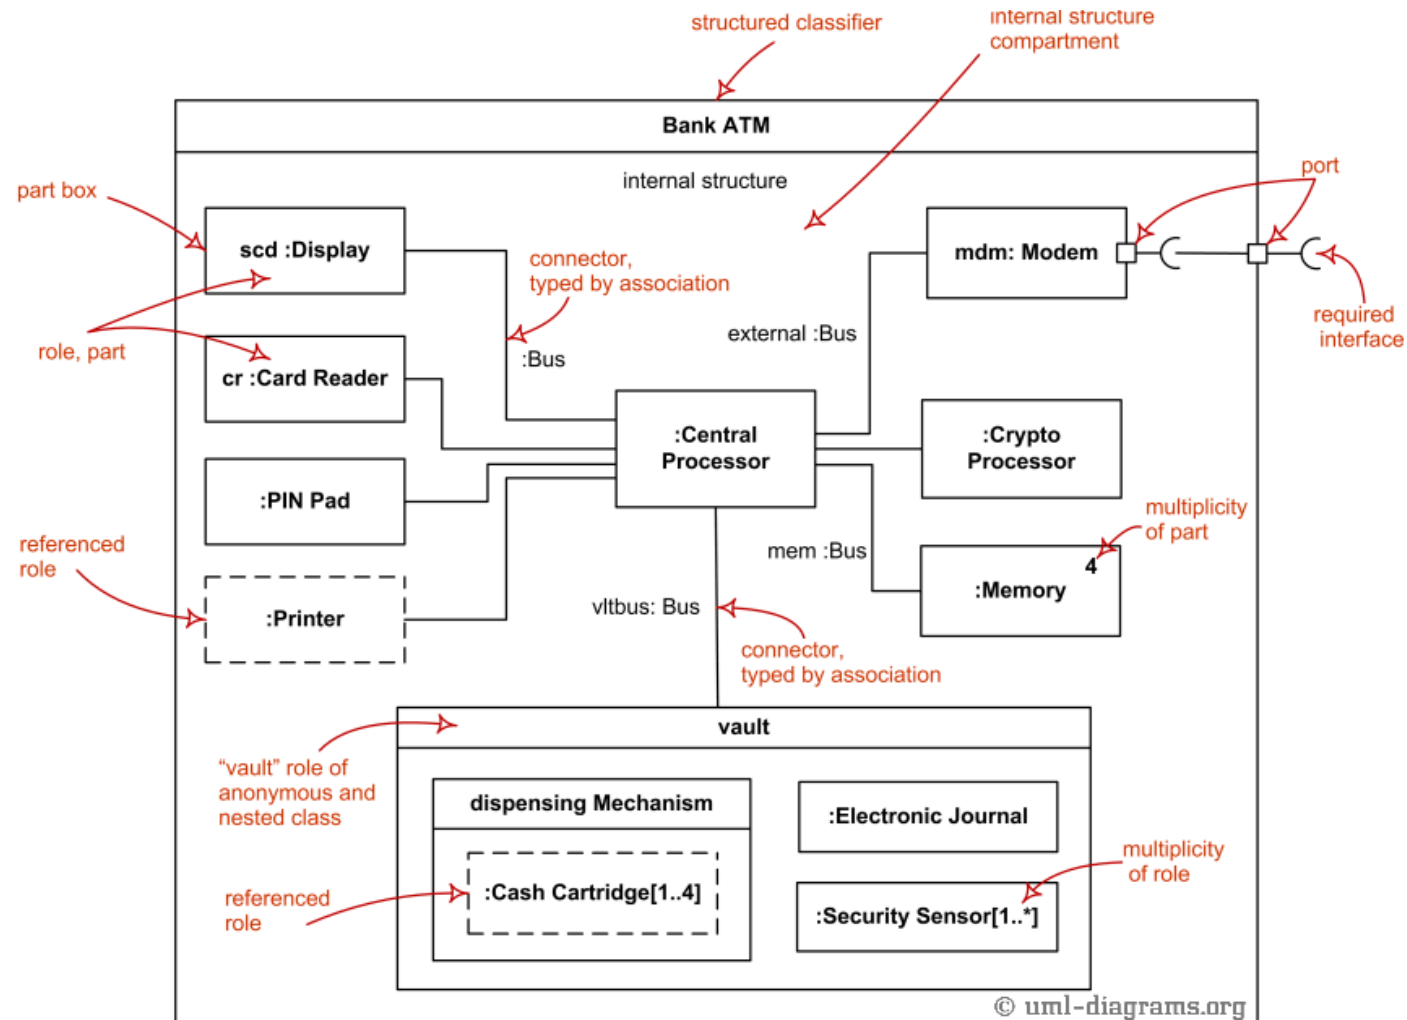 structured classifier
internal structure
compartment
Bank ATM
internal structure
port
part box
scd :Display
mdm: Modem
connector,
typed by association
required
interface
external :Bus
role, part
:Bus
cr :Card Reader
:Central
Processor
:Crypto
Processor
:PIN Pad
multiplicity
of part
referenced
role
mem :Bus
4
:Memory
:Printer
vltbus: Bus
connector,
typed by association
vault
“vault” role of
anonymous and
nested class
dispensing Mechanism
:Electronic Journal
multiplicity
of role
referenced
role
:Cash Cartridge[1..4]
:Security Sensor[1..*]
© uml-diagrams.org